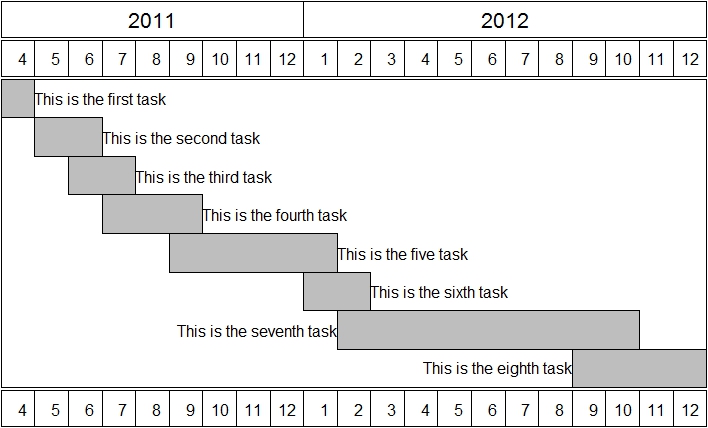 2011 2012
4 5 6 7 8 9 10 11 12 1 2 3 4 5 6 7 8 9 10 11 12
This is the first task
This is the second task
This is the third task
This is the fourth task
This is the five task
This is the sixth task
This is the seventh task
This is the eighth task
4 5 6 7 8 9 10 11 12 1 2 3 4 5 6 7 8 9 10 11 12